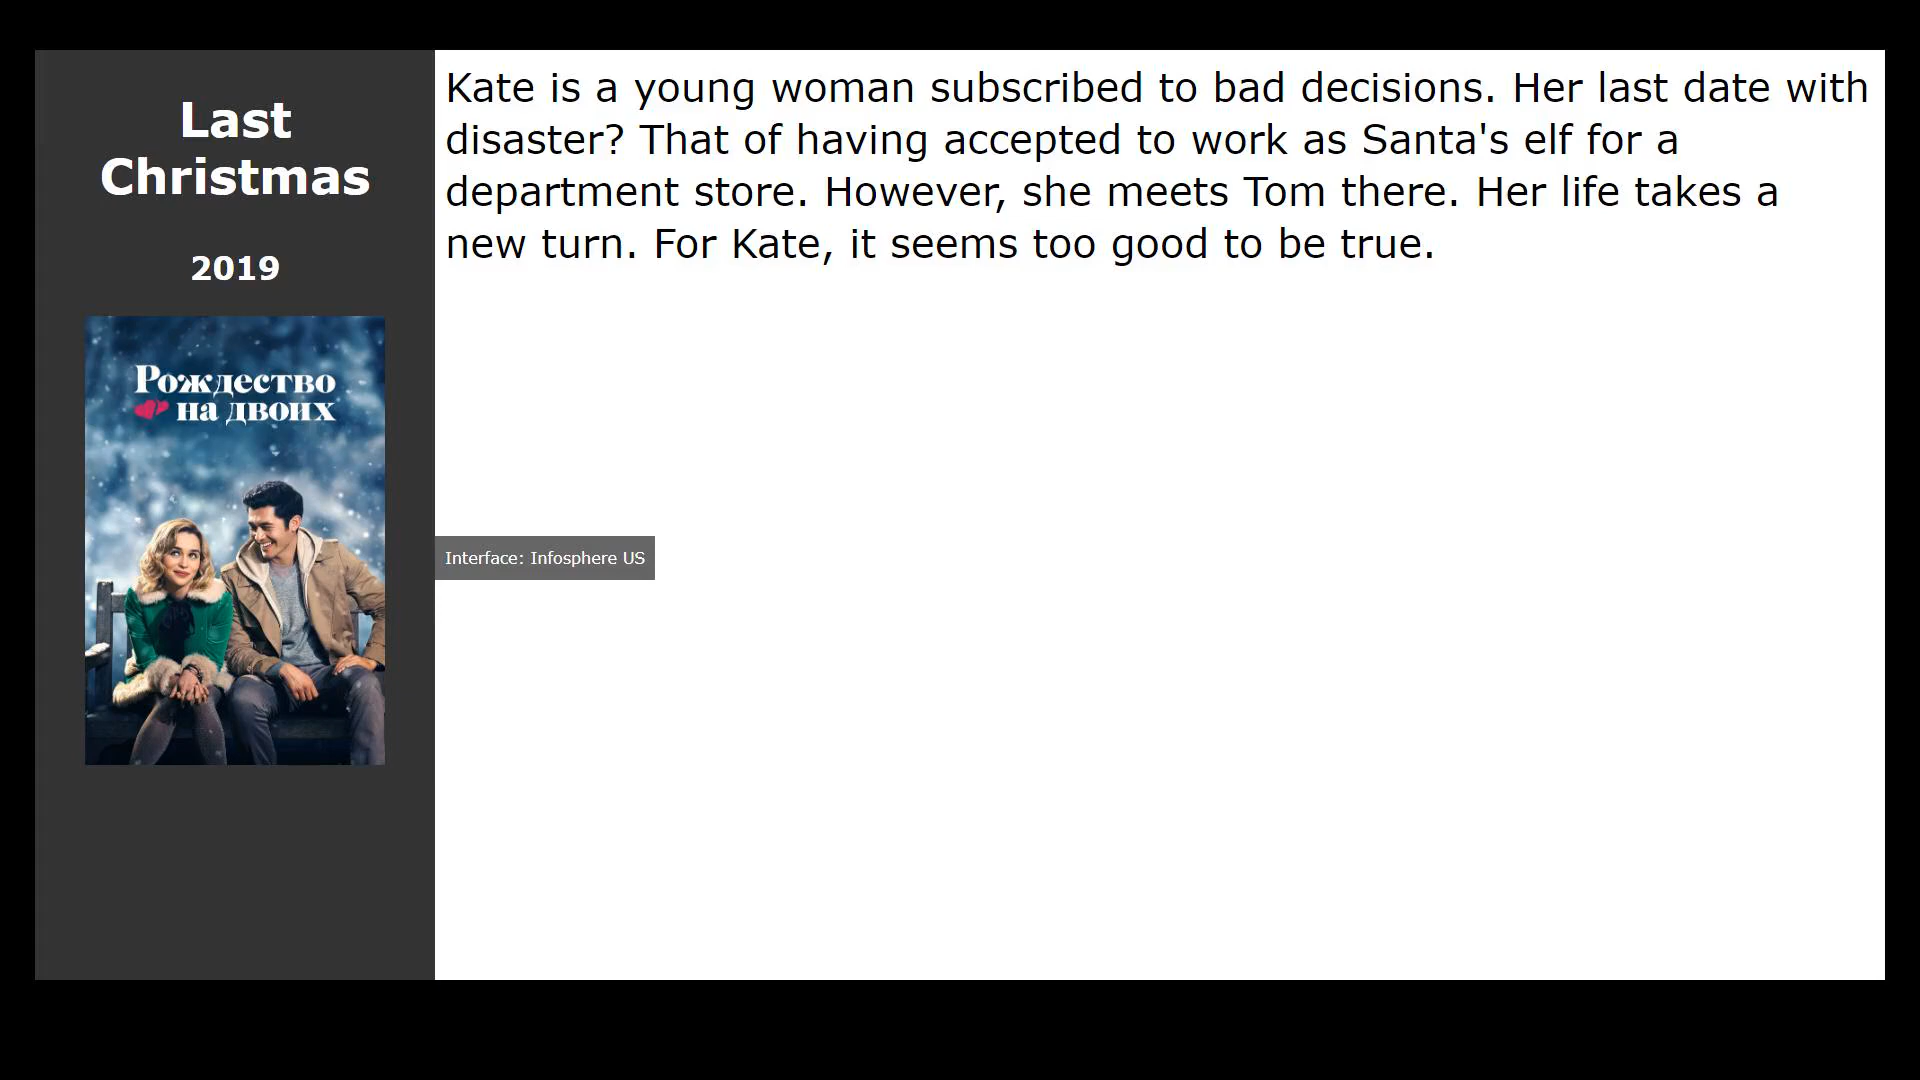 Last
Christmas
2019
Рождество
на двоих
Kate is a young woman subscribed to bad decisions. Her last date with
disaster? That of having accepted to work as Santa's elf for a
department store. However, she meets Tom there. Her life takes a
new turn. For Kate, it seems too good to be true.
Interface: Infosphere US